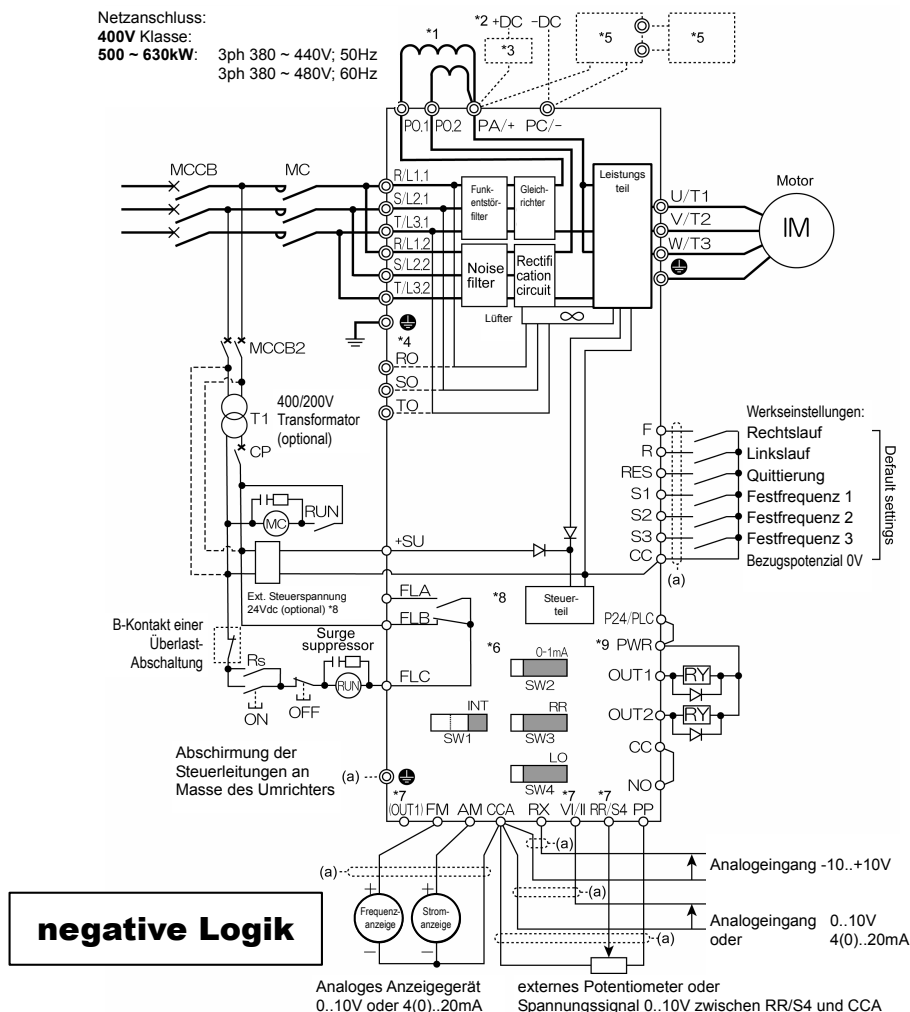 Netzanschluss:
400V Klasse:
500 ~ 630kW: 3ph 380 ~ 440V; 50Hz
3ph 380 ~ 480V; 60Hz
*1
*2 +DC -DC
*3
*5
*5
PO.1 PO.2 PA/+ PC/-
MCCB
MC
R/L1.1
S/L2.1
T/L3.1
R/L1.2
S/L2.2
T/L3.2
Funk-
entstör-
filter
Gleich-
richter
Leistungs
teil
Noise
filter
Rectifi
cation
circuit
Lüfter
U/T1
V/T2
W/T3
Motor
IM
*4
RO
SO
TO
MCCB2
T1
400/200V
Transformator
(optional)
CP
MC
RUN
+SU
Ext. Steuerspannung
24Vdc (optional) *8
FLA
FLB
FLC
*8
Steuer-
teil
Werkseinstellungen:
F Rechtslauf
R Linkslauf
RES Quittierung
S1 Festfrequenz 1
S2 Festfrequenz 2
S3 Festfrequenz 3
CC Bezugspotenzial 0V
Default settings
(a)
B-Kontakt einer
Überlast-
Abschaltung
Rs
ON
OFF
Surge
suppressor
RUN
P24/PLC
*9 PWR
OUT1 RY
OUT2 RY
CC
NO
*6
0-1mA
SW2
INT
SW1
RR
SW3
LO
SW4
Abschirmung der
Steuerleitungen an
Masse des Umrichters
(a)
*7 *7 *7
(OUT1) FM AM CCA RX VI/II RR/S4 PP
(a)
(a)
(a)
(a)
+ +
Frequenz-
anzeige
Strom-
anzeige
− −
Analogeingang -10..+10V
Analogeingang 0..10V
oder 4(0)..20mA
negative Logik
Analoges Anzeigegerät
0..10V oder 4(0)..20mA
externes Potentiometer oder
Spannungssignal 0..10V zwischen RR/S4 und CCA